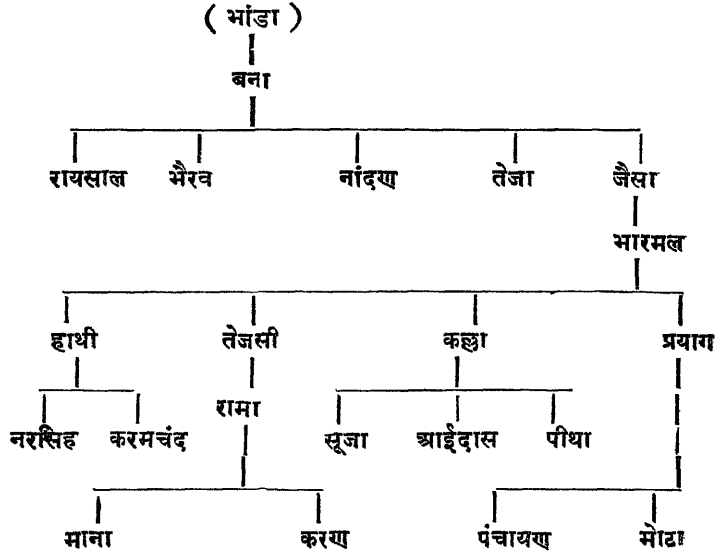 ( भांडा )
बना
रायसाल भैरव नांदण तेजा जैसा
भारमल
हाथी तेजसी कल्ला प्रयाग
रामा
नरसिंह करमचंद सूजा आईदास पीथा
माना करण पंचायण मोटा